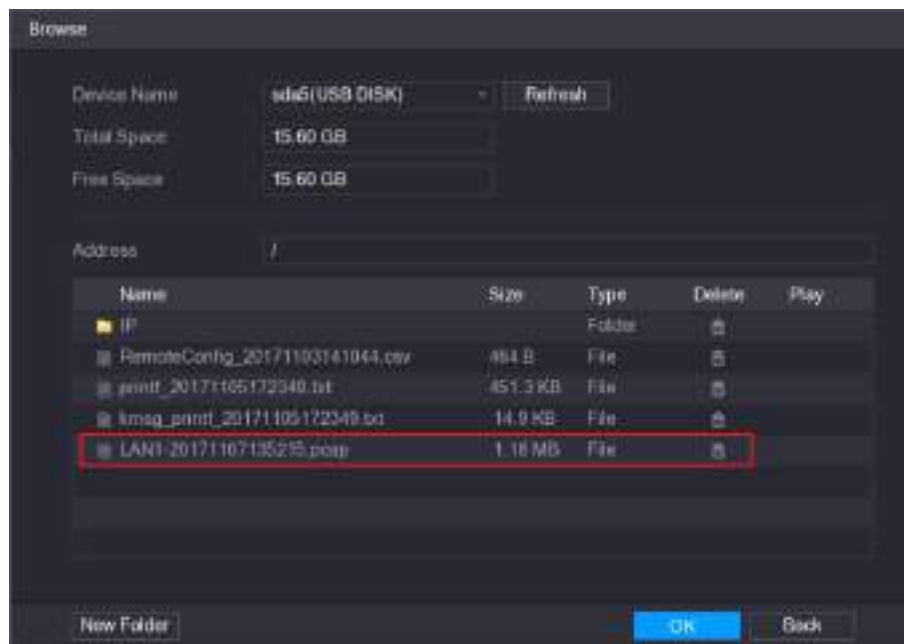 Browse
Device Name sda5(USB DISK) Refresh
Total Space 15.60 GB
Free Space 15.60 GB
Address /
Name Size Type Delete Play
IP Folder
RemoteConfig_20171103141044.csv 464 B File
printf_20171105172349.txt 451.3 KB File
kmsg_printf_20171105172349.txt 14.9 KB File
LAN1-20171107135215.pcap 1.18 MB File
New Folder OK Back